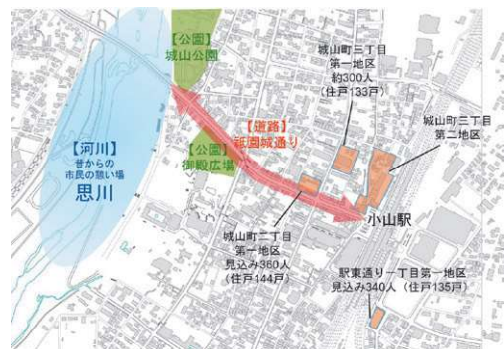 【公園】
城山公園
城山町三丁目
第一地区
約300人
(住戸133戸)
城山町三丁目
第二地区
【道路】
祇園城通り
【公園】
御殿広場
【河川】
昔からの
市民の憩い場
思川
小山駅
城山町二丁目
第一地区
見込み360人
(住戸144戸)
駅東通り一丁目第一地区
見込み340人(住戸135戸)